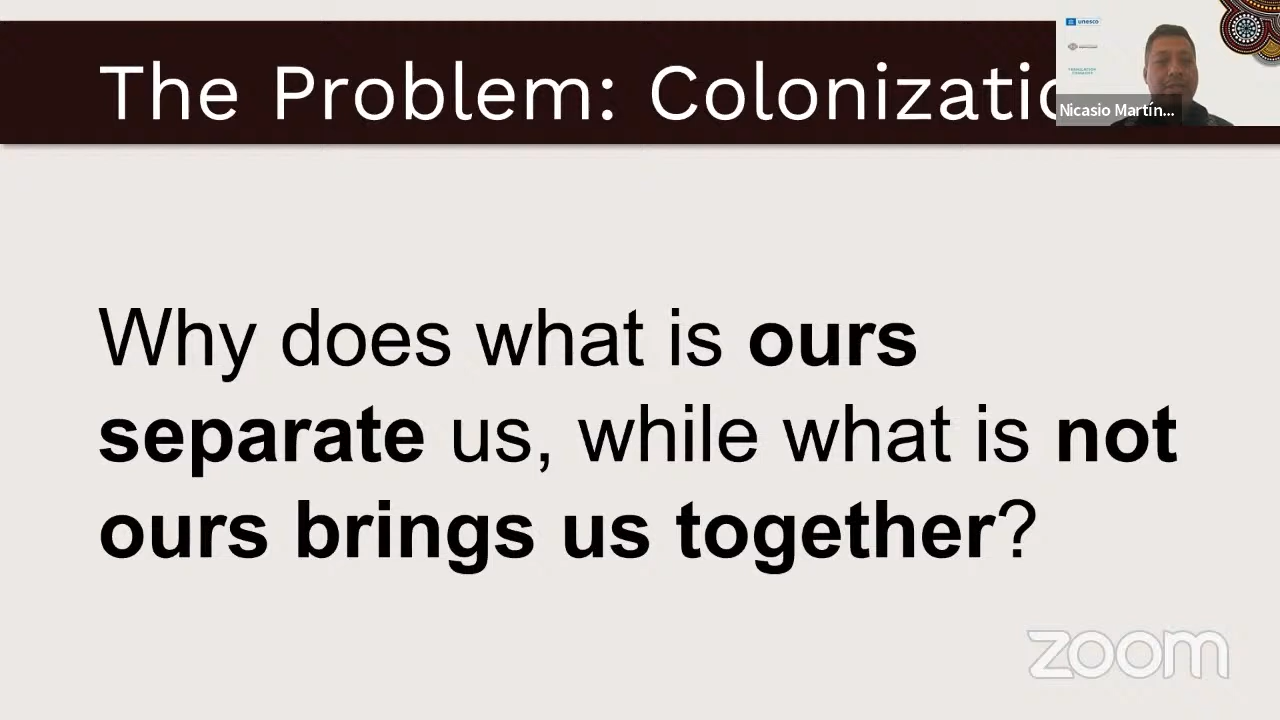 The Problem: Colonizatio
unesco
Nicasio Martín...
Why does what is ours
separate us, while what is not
ours brings us together?
zoom